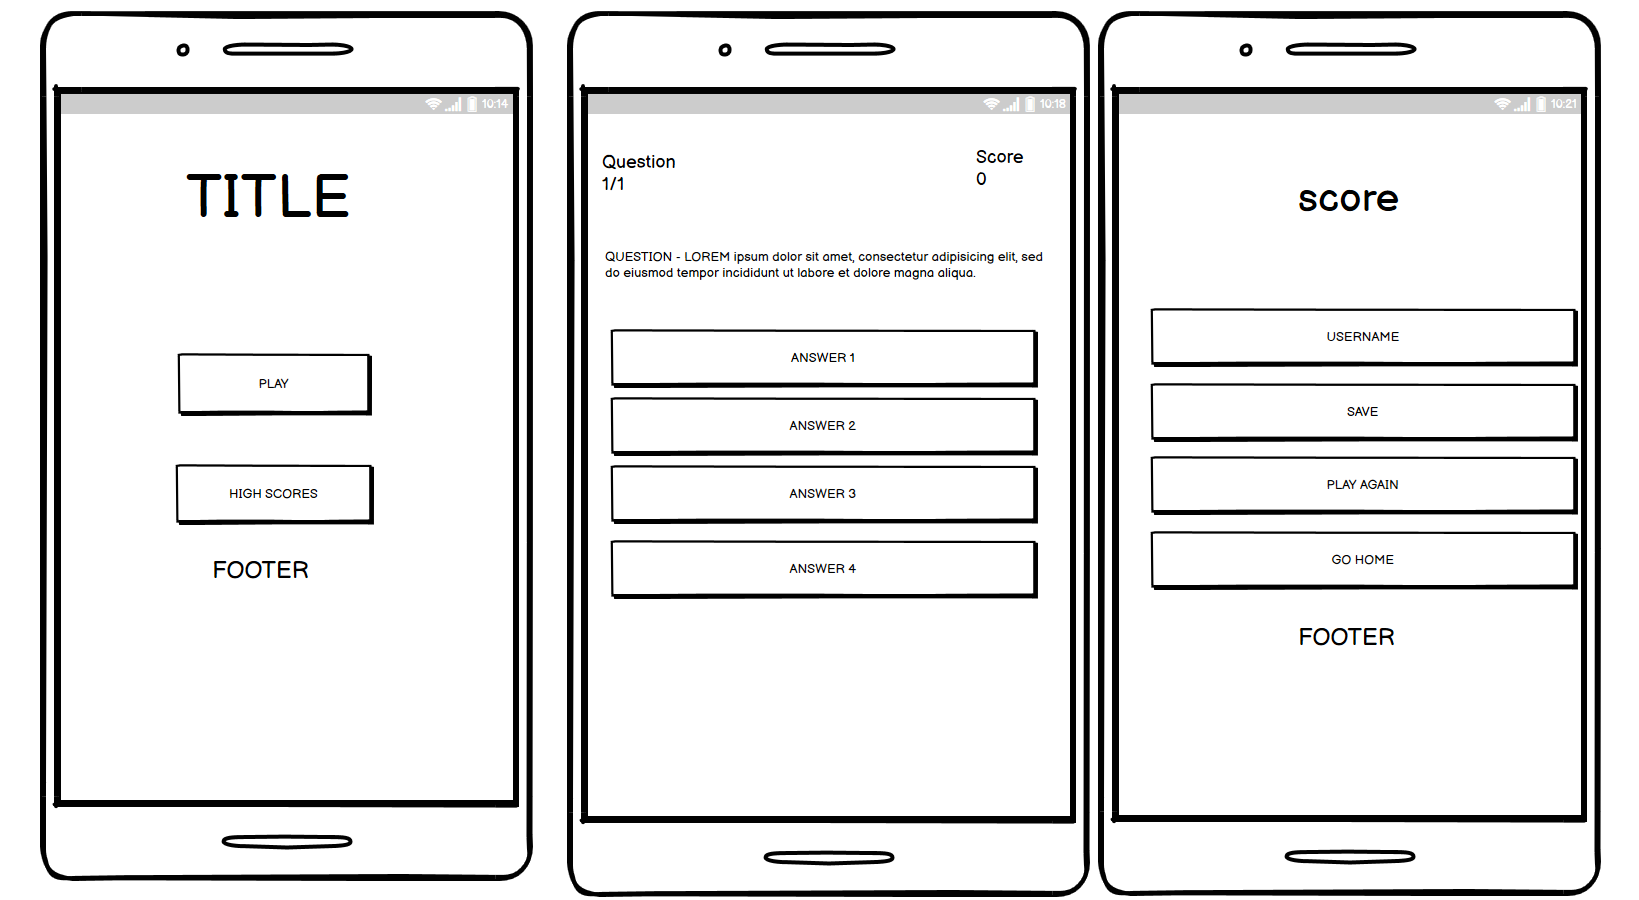 10:14
TITLE
PLAY
HIGH SCORES
FOOTER
10:18
Question
1/1
Score
0
QUESTION - LOREM ipsum dolor sit amet, consectetur adipisicing elit, sed
do eiusmod tempor incididunt ut labore et dolore magna aliqua.
ANSWER 1
ANSWER 2
ANSWER 3
ANSWER 4
10:21
score
USERNAME
SAVE
PLAY AGAIN
GO HOME
FOOTER